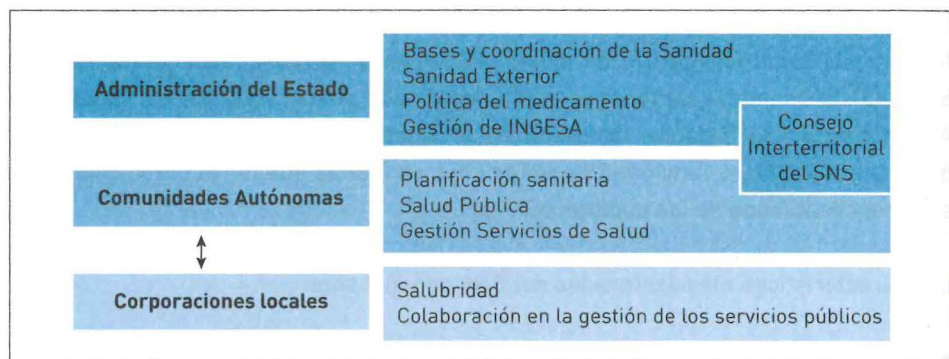 Administración del Estado
Bases y coordinación de la Sanidad
Sanidad Exterior
Política del medicamento
Gestión de INGESA
Consejo
Interterritorial
del SNS
Comunidades Autónomas
Planificación sanitaria
Salud Pública
Gestión Servicios de Salud
Corporaciones locales
Salubridad
Colaboración en la gestión de los servicios públicos